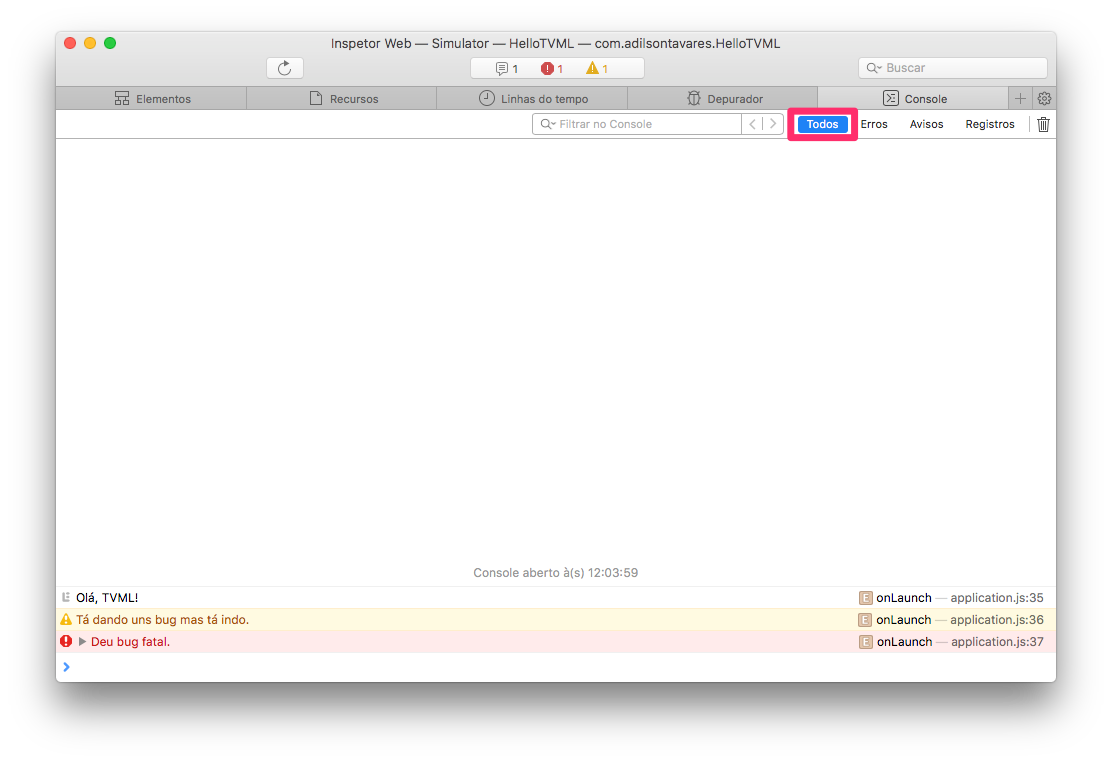 Inspetor Web — Simulator — HelloTVML — com.adilsontavares.HelloTVML
1 1 1 Buscar
Elementos Recursos Linhas do tempo Depurador Console
Filtrar no Console Todos Erros Avisos Registros
Console aberto à(s) 12:03:59
Olá, TVML! E onLaunch — application.js:35
Tá dando uns bug mas tá indo. E onLaunch — application.js:36
Deu bug fatal. E onLaunch — application.js:37